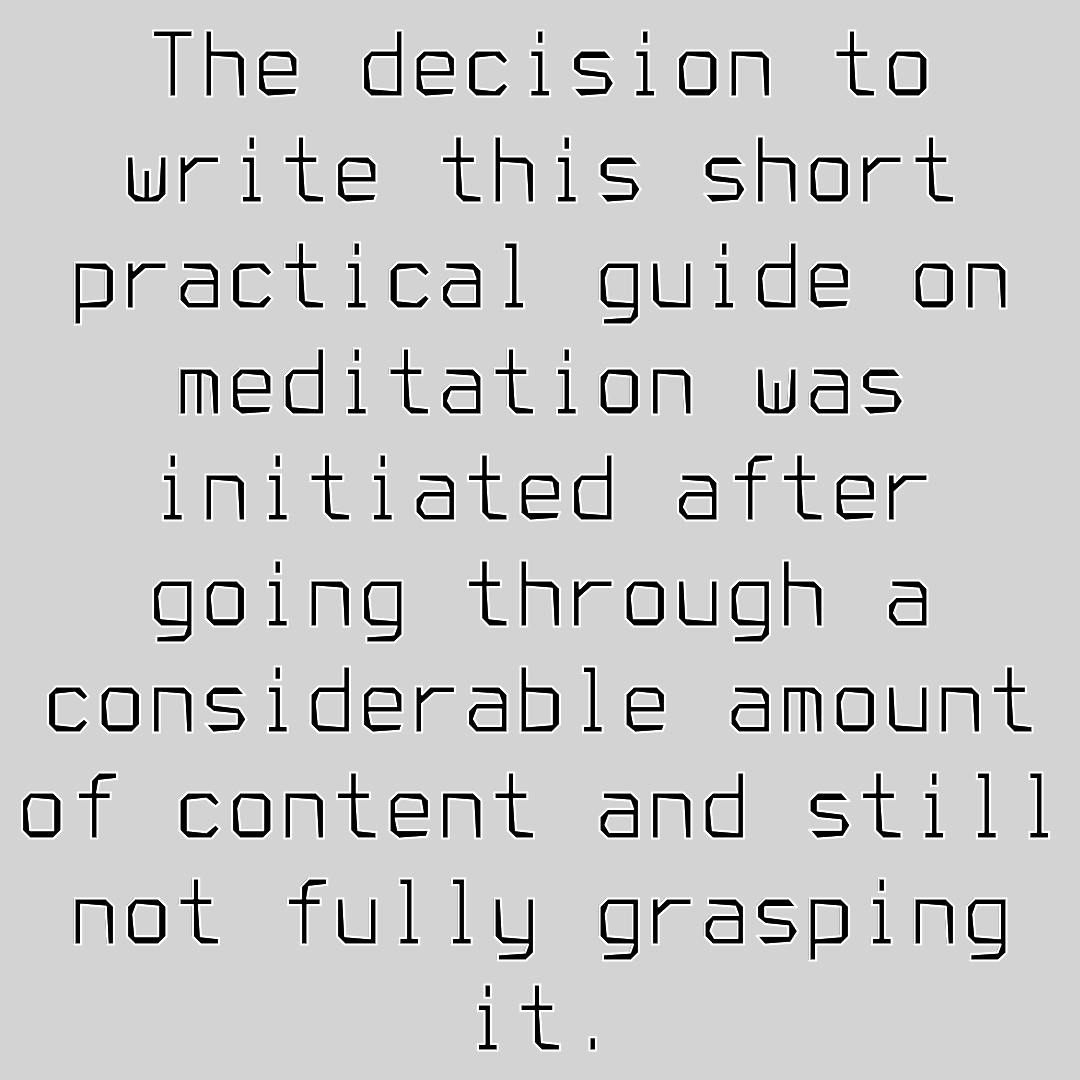 The decision to
write this short
practical guide on
meditation was
initiated after
going through a
considerable amount
of content and still
not fully grasping
it.